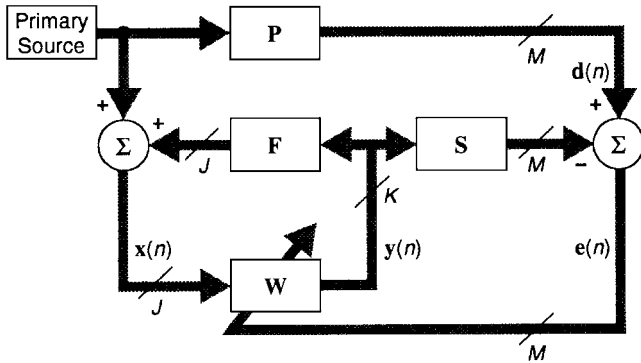 Primary
Source
P
M
d(n)
+
+
+
Σ
J
F
S
M
−
Σ
K
x(n)
y(n)
e(n)
J
W
M